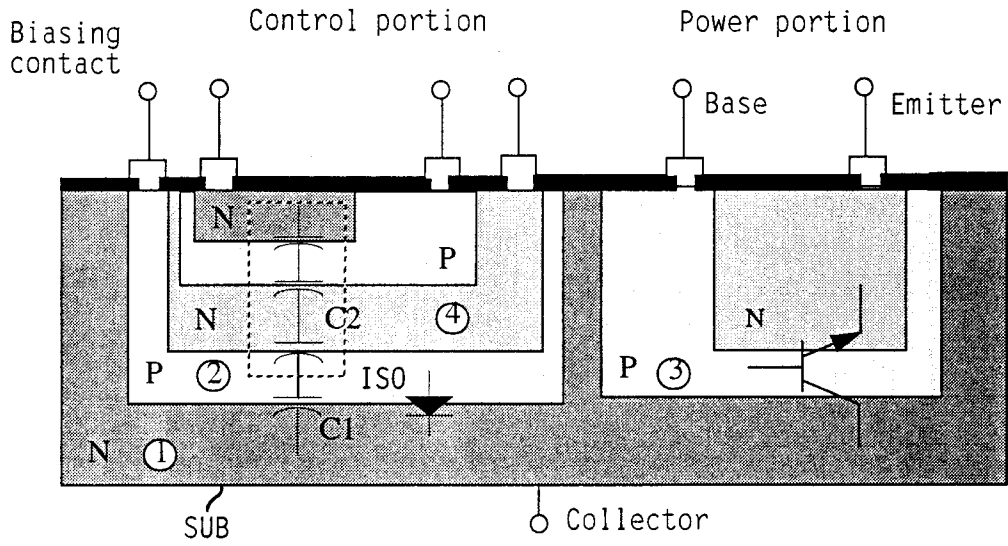 Control portion
Power portion
Biasing
contact
Base
Emitter
N
P
N
C2
4
N
P
2
ISO
P
3
C1
N
1
SUB
Collector